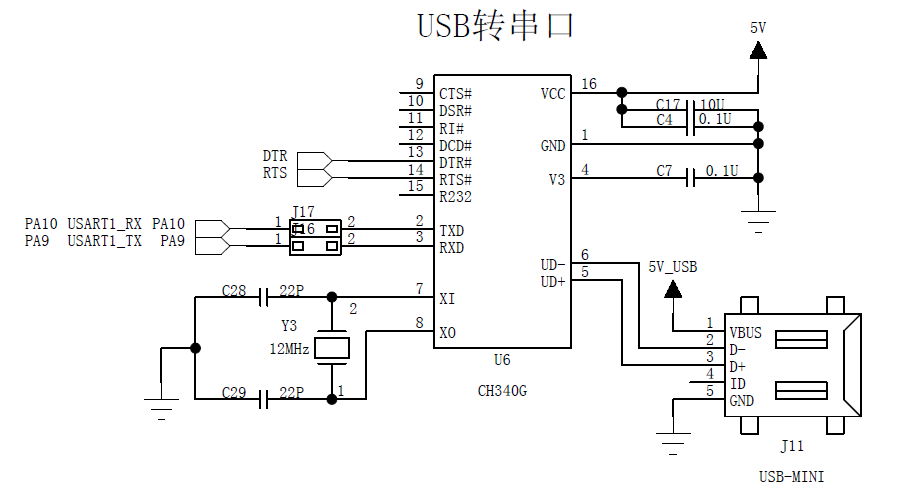 USB转串口
5V
9 CTS# VCC 16
10 DSR#
11 RI#
12 DCD# GND 1
DTR 13 DTR#
RTS 14 RTS# V3 4
15 R232
C17 10U
C4 0.1U
C7 0.1U
J17
PA10 USART1_RX PA10 1 2 2 TXD
J16
PA9 USART1_TX PA9 1 2 3 RXD
UD- 6
UD+ 5
C28 22P 7 XI
2
Y3
12MHz
8 XO
C29 22P 1
U6
CH340G
5V_USB
1 VBUS
2 D-
3 D+
4 ID
5 GND
J11
USB-MINI